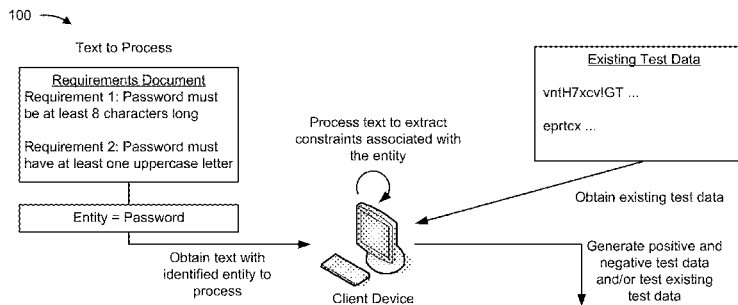 100
Text to Process
Requirements Document
Requirement 1: Password must
be at least 8 characters long
Requirement 2: Password must
have at least one uppercase letter
Entity = Password
Obtain text with
identified entity to
process
Process text to extract
constraints associated with
the entity
Client Device
Existing Test Data
vntH7xcv!GT ...
eprtcx ...
Obtain existing test data
Generate positive and
negative test data
and/or test existing
test data